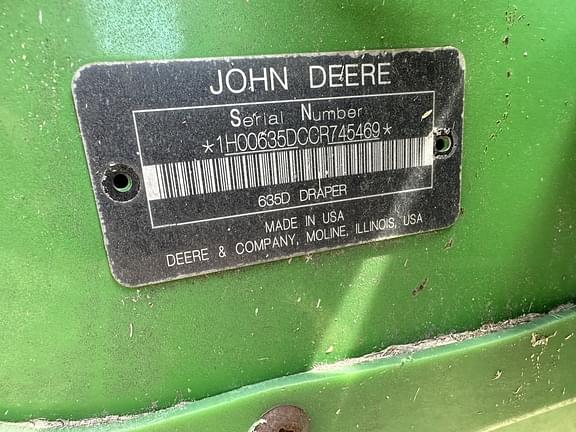 JOHN DEERE
Serial Number
*1H00635DCCR745469*
635D DRAPER
MADE IN USA
DEERE & COMPANY, MOLINE, ILLINOIS, USA